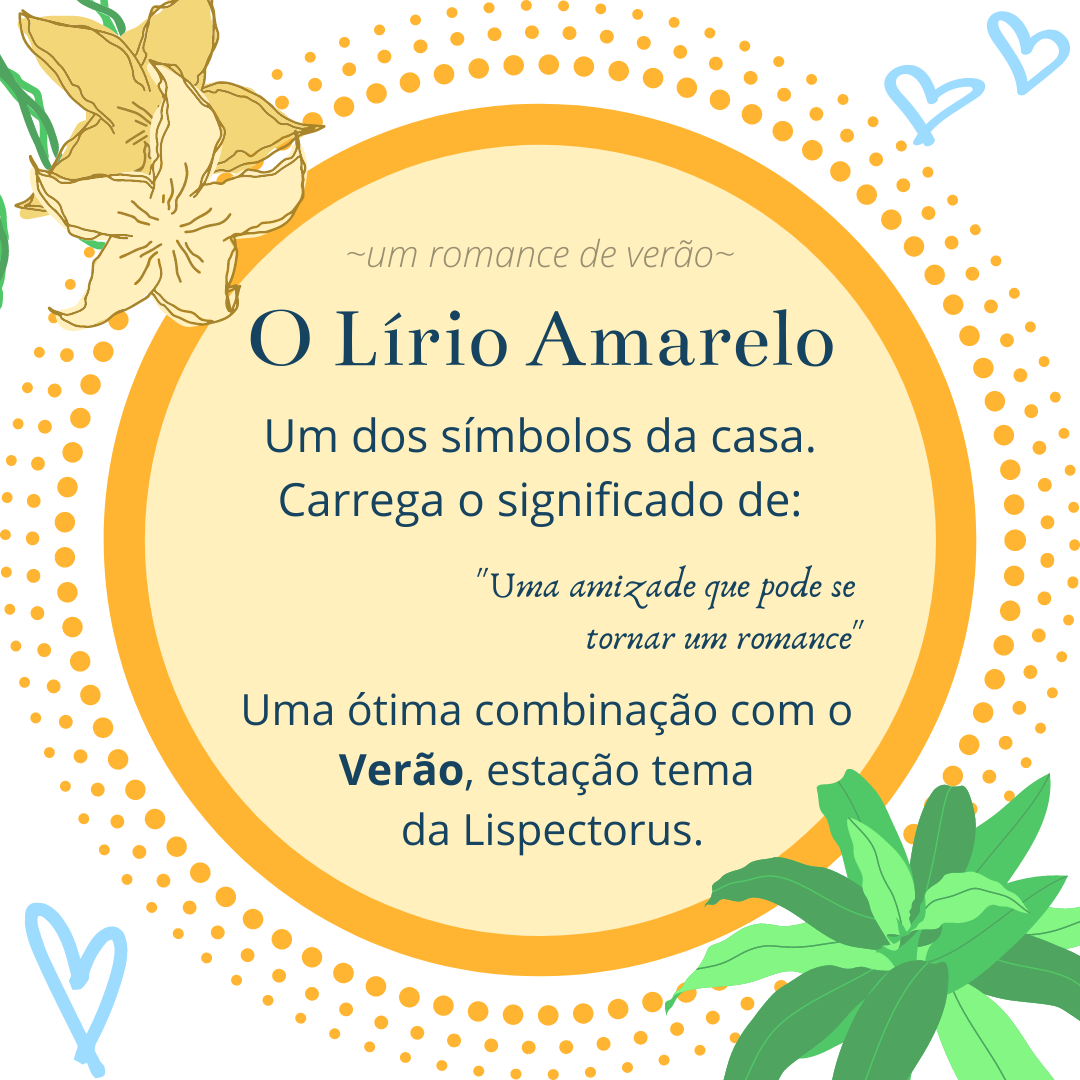 ~um romance de verão~
O Lírio Amarelo
Um dos símbolos da casa.
Carrega o significado de:
"Uma amizade que pode se
tornar um romance"
Uma ótima combinação com o
Verão, estação tema
da Lispectorus.